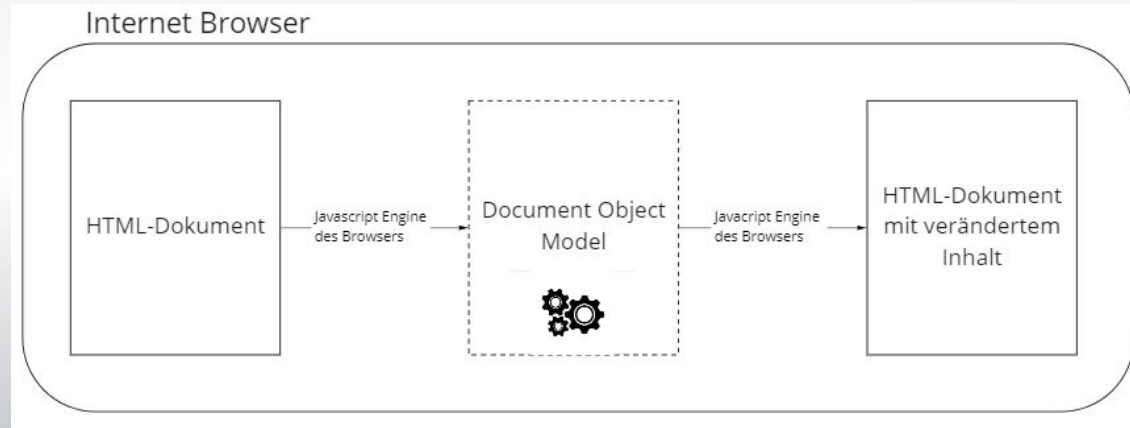 Internet Browser
HTML-Dokument
Javascript Engine
des Browsers
Document Object
Model
Javacript Engine
des Browsers
HTML-Dokument
mit verändertem
Inhalt